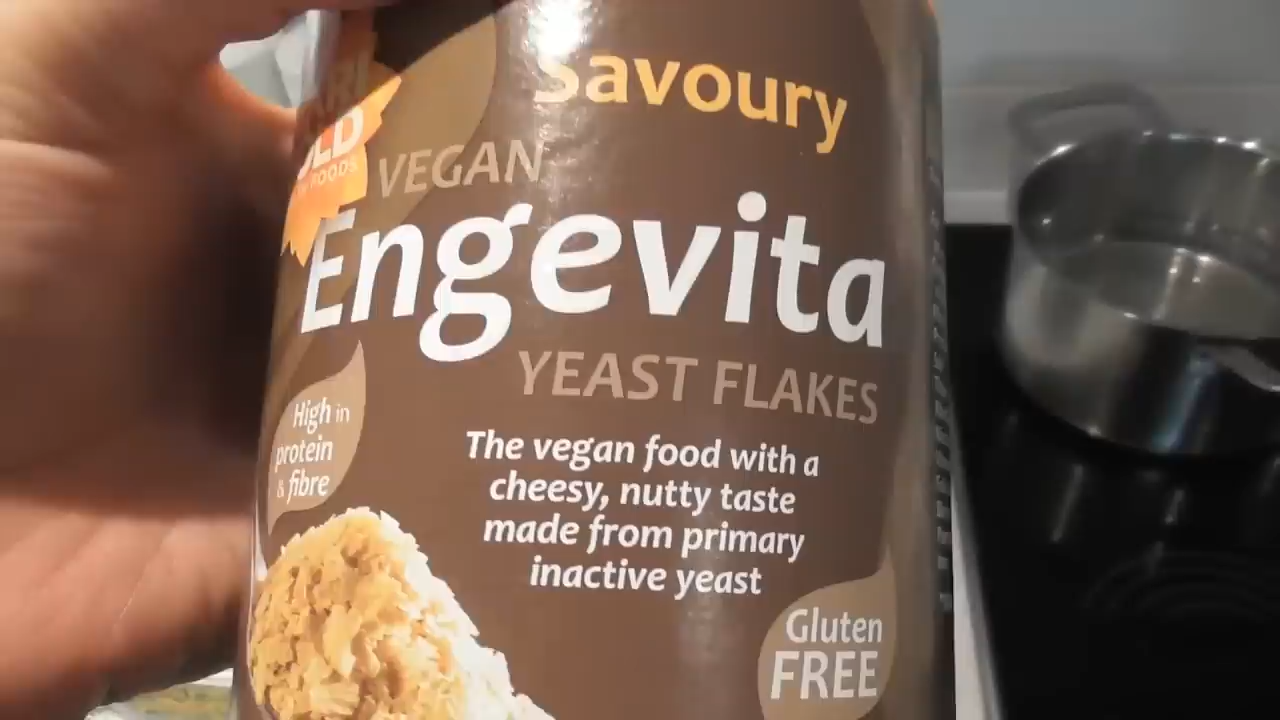 Savoury
VEGAN
Engevita
YEAST FLAKES
High in
protein
& fibre
The vegan food with a
cheesy, nutty taste
made from primary
inactive yeast
Gluten
FREE